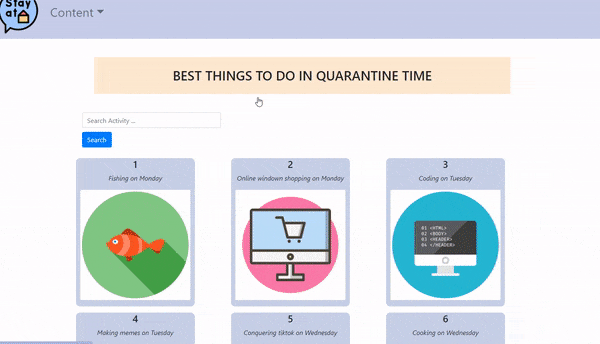 Stay
at
Content
BEST THINGS TO DO IN QUARANTINE TIME
Search Activity ...
Search
1
Fishing on Monday
2
Online windown shopping on Monday
3
Coding on Tuesday
01 <HTML>
02 <BODY>
03 <HEADER>
04 </HEADER>
4
Making memes on Tuesday
5
Conquering tiktok on Wednesday
6
Cooking on Wednesday